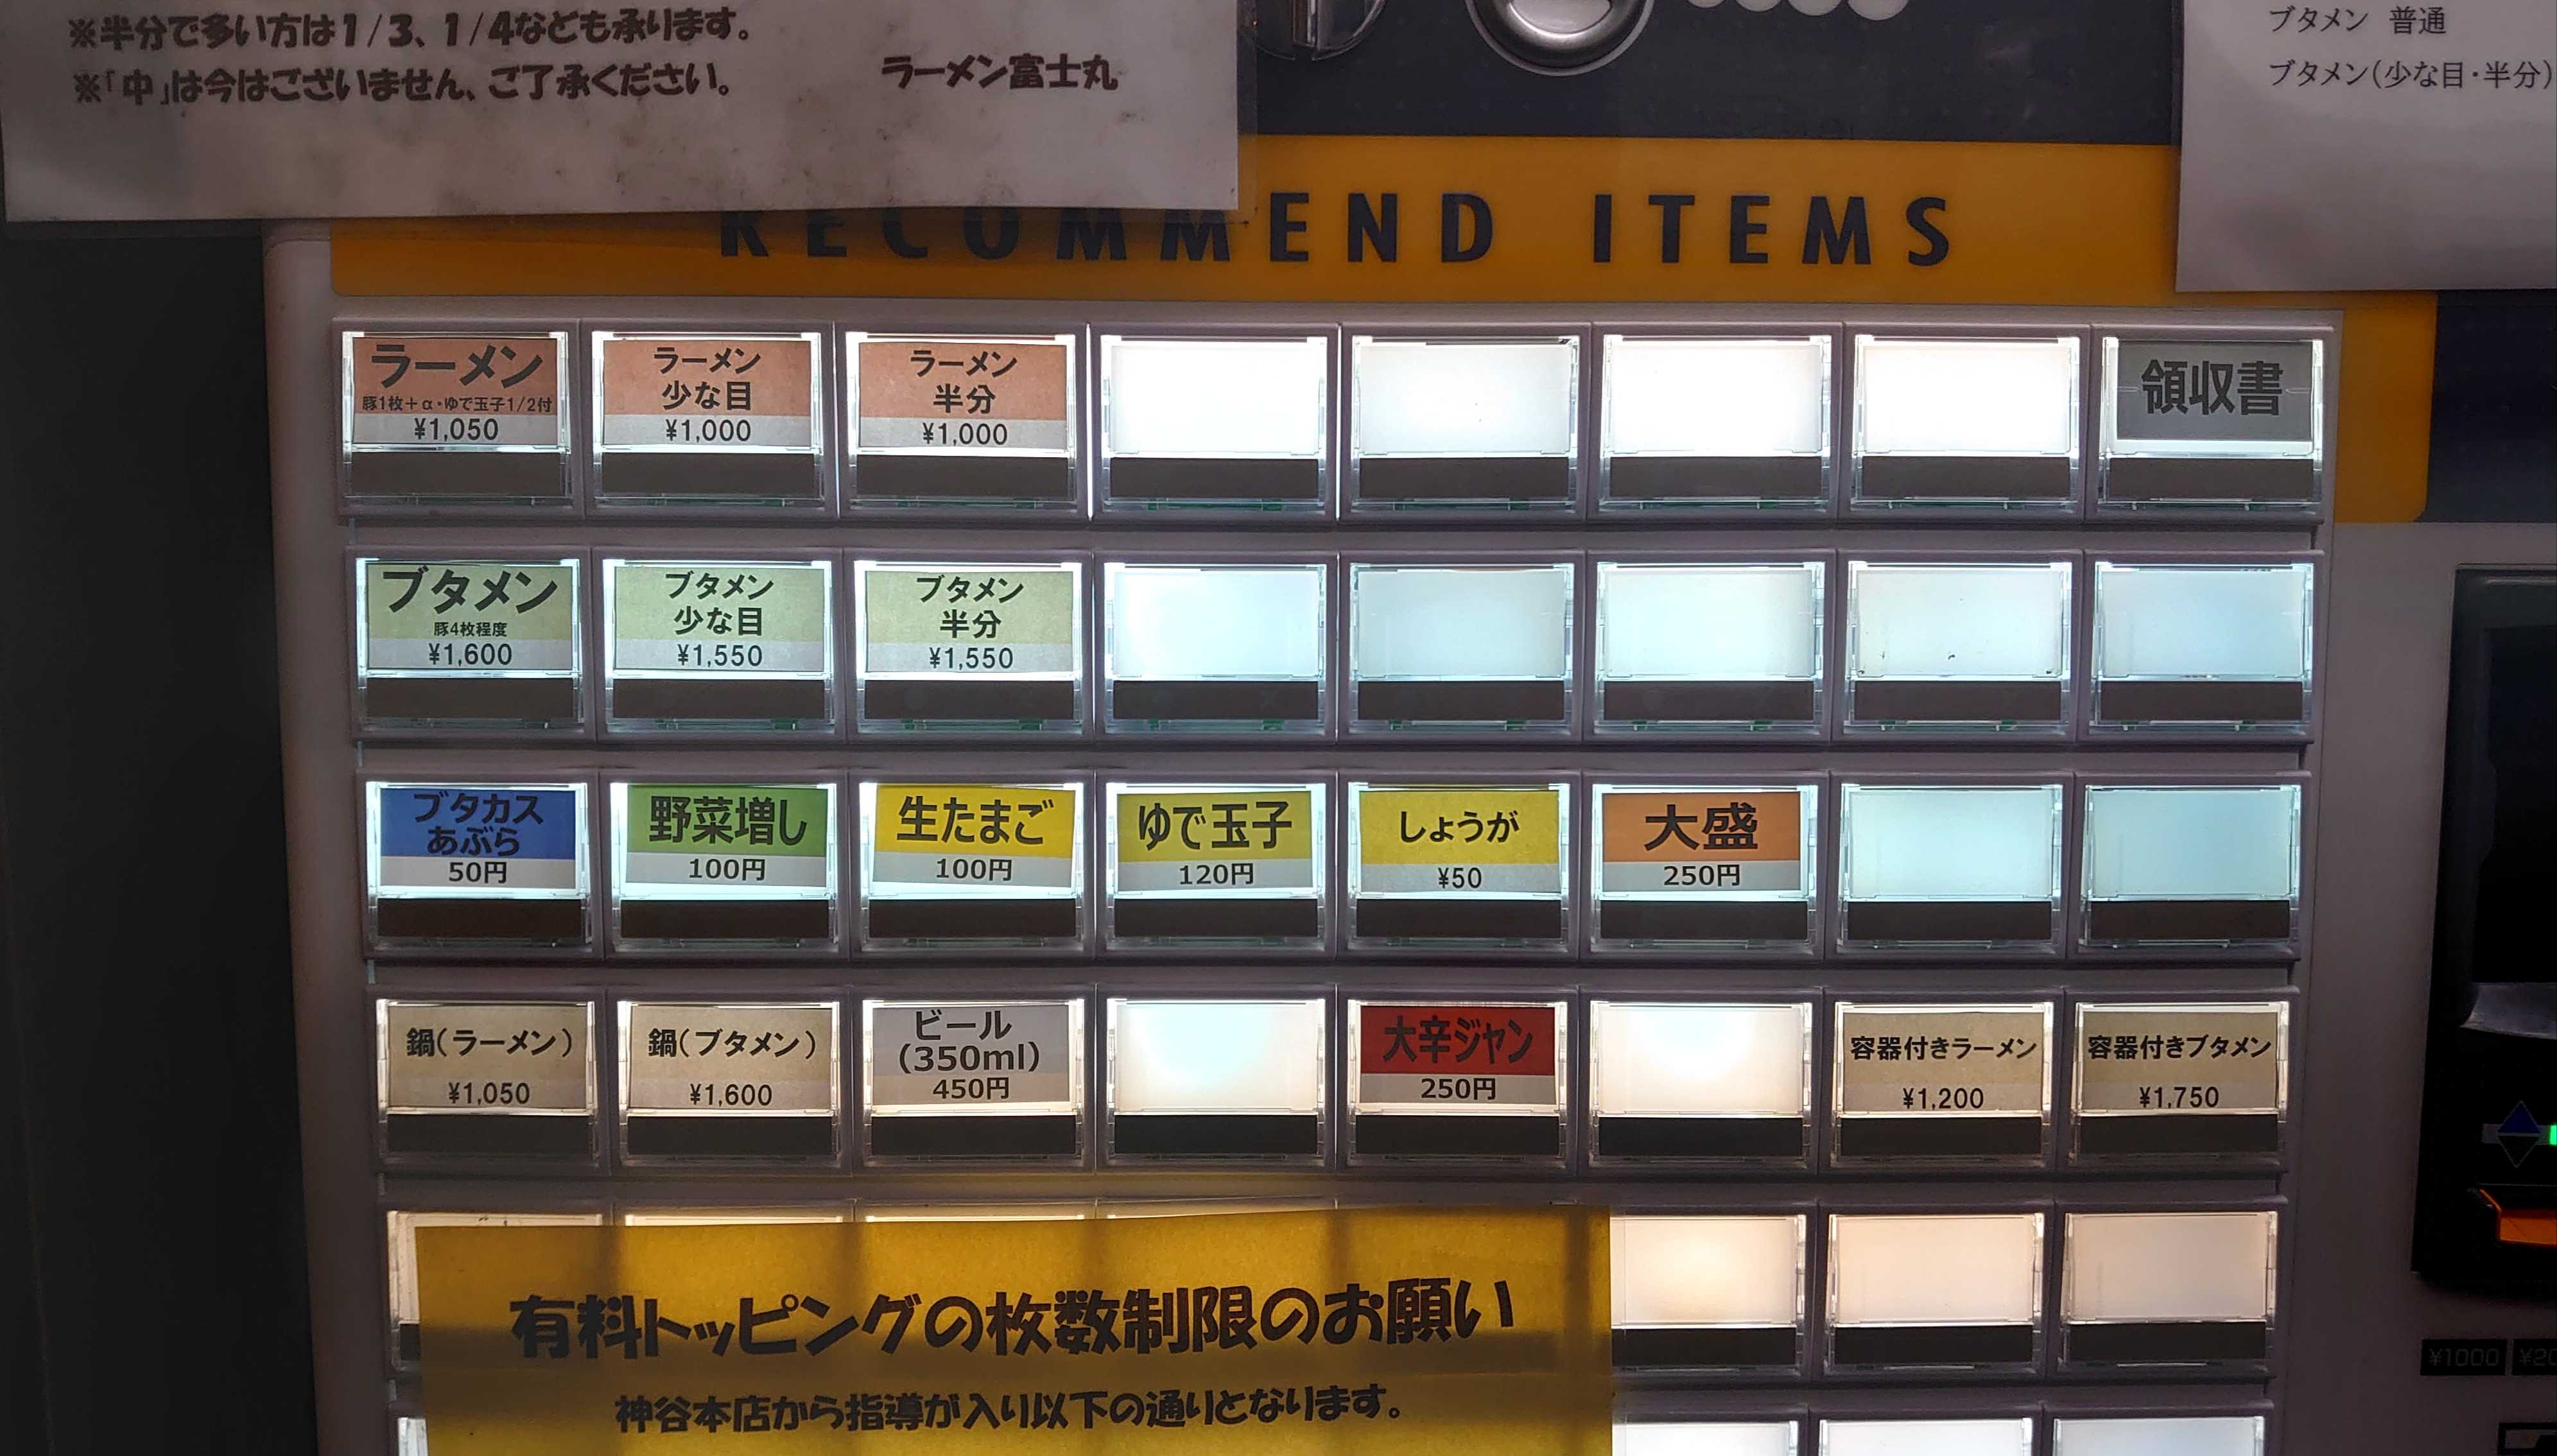 ※半分で多い方は1/3、1/4なども承ります。
※「中」は今はございません、ご了承ください。
ラーメン富士丸
ブタメン 普通
ブタメン(少な目・半分)
RECOMMEND ITEMS
ラーメン
豚1枚+α・ゆで玉子1/2付
¥1,050
ラーメン
少な目
¥1,000
ラーメン
半分
¥1,000
領収書
ブタメン
豚4枚程度
¥1,600
ブタメン
少な目
¥1,550
ブタメン
半分
¥1,550
ブタカス
あぶら
50円
野菜増し
100円
生たまご
100円
ゆで玉子
120円
しょうが
¥50
大盛
250円
鍋(ラーメン)
¥1,050
鍋(ブタメン)
¥1,600
ビール
(350ml)
450円
大辛ジャン
250円
容器付きラーメン
¥1,200
容器付きブタメン
¥1,750
有料トッピングの枚数制限のお願い
神谷本店から指導が入り以下の通りとなります。
¥1000